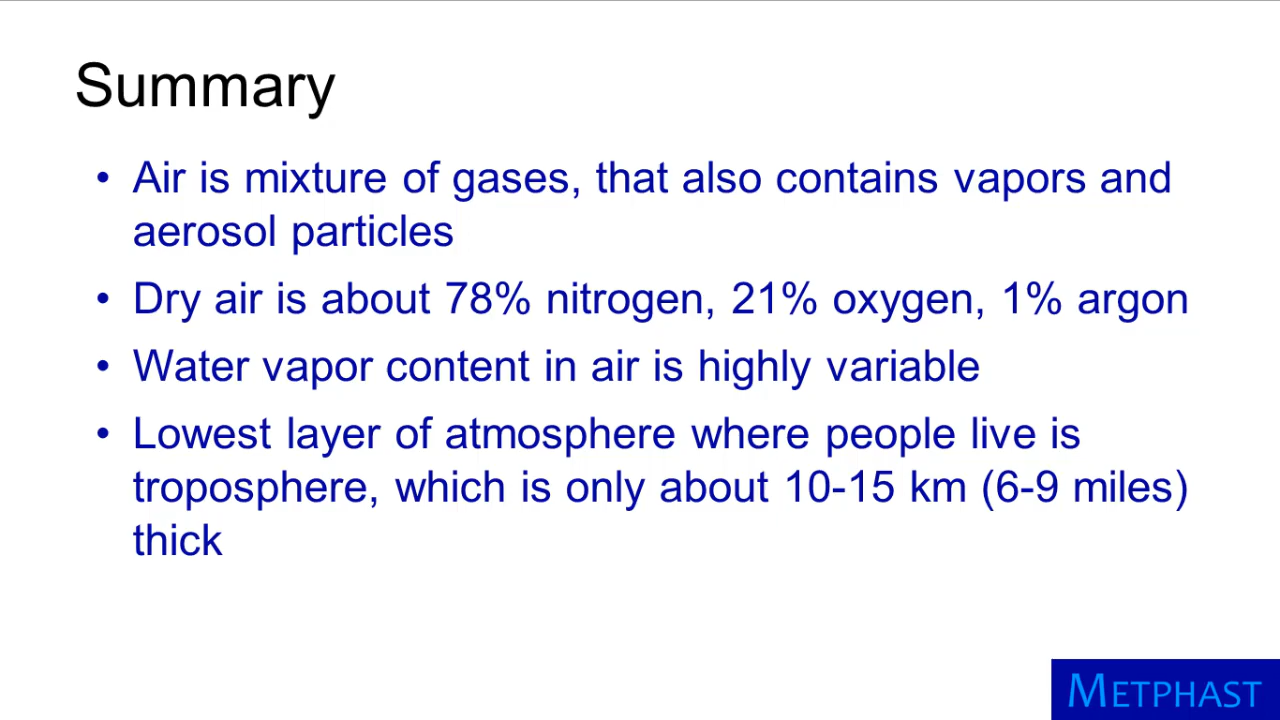 Summary
• Air is mixture of gases, that also contains vapors and
aerosol particles
• Dry air is about 78% nitrogen, 21% oxygen, 1% argon
• Water vapor content in air is highly variable
• Lowest layer of atmosphere where people live is
troposphere, which is only about 10-15 km (6-9 miles)
thick
METPHAST